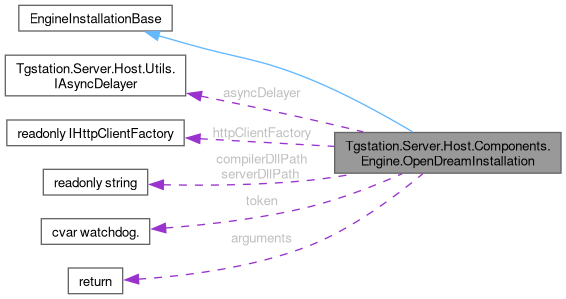 EngineInstallationBase
Tgstation.Server.Host.Utils.
IAsyncDelayer
asyncDelayer
readonly IHttpClientFactory
httpClientFactory
Tgstation.Server.Host.Components.
Engine.OpenDreamInstallation
compilerDllPath
serverDllPath
readonly string
token
cvar watchdog.
arguments
return